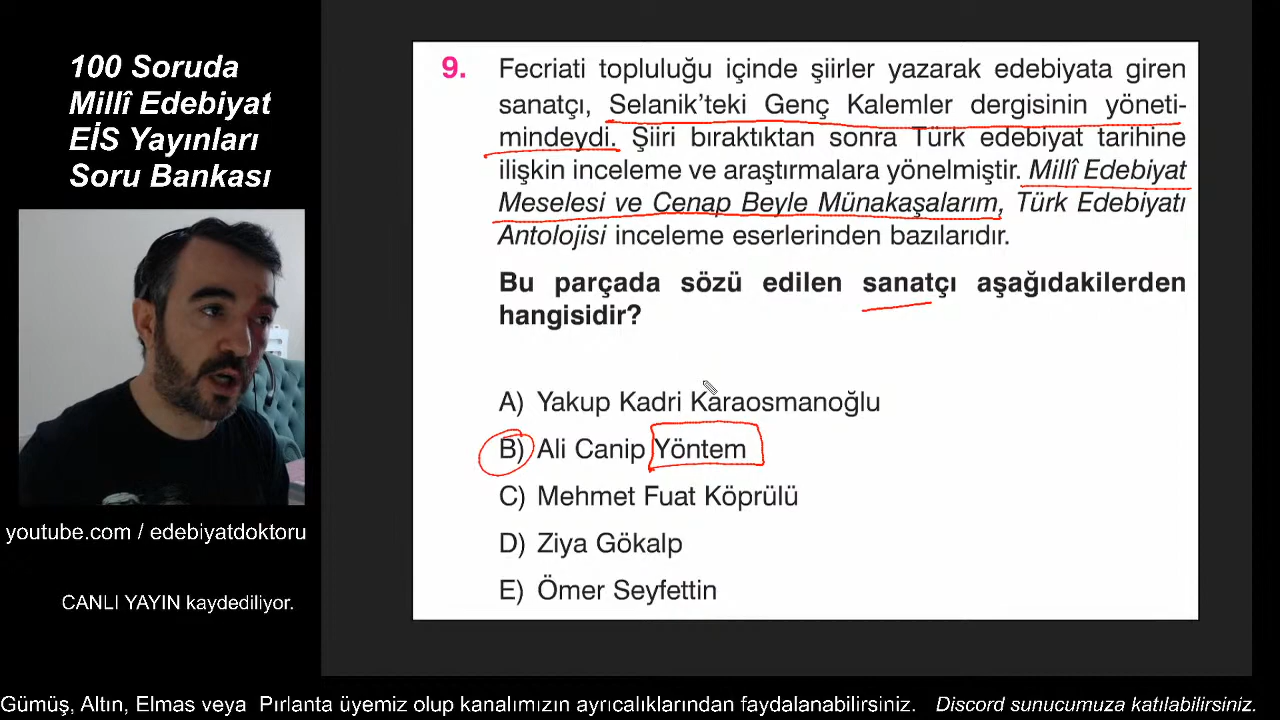 100 Soruda
Millî Edebiyat
EİS Yayınları
Soru Bankası
youtube.com / edebiyatdoktoru
CANLI YAYIN kaydediliyor.
9. Fecriati topluluğu içinde şiirler yazarak edebiyata giren
sanatçı, Selanik'teki Genç Kalemler dergisinin yöneti-
mindeydi. Şiiri bıraktıktan sonra Türk edebiyat tarihine
ilişkin inceleme ve araştırmalara yönelmiştir. Millî Edebiyat
Meselesi ve Cenap Beyle Münakaşalarım, Türk Edebiyatı
Antolojisi inceleme eserlerinden bazılarıdır.
Bu parçada sözü edilen sanatçı aşağıdakilerden
hangisidir?
A) Yakup Kadri Karaosmanoğlu
B) Ali Canip Yöntem
C) Mehmet Fuat Köprülü
D) Ziya Gökalp
E) Ömer Seyfettin
Gümüş, Altın, Elmas veya Pırlanta üyemiz olup kanalımızın ayrıcalıklarından faydalanabilirsiniz. Discord sunucumuza katılabilirsiniz.